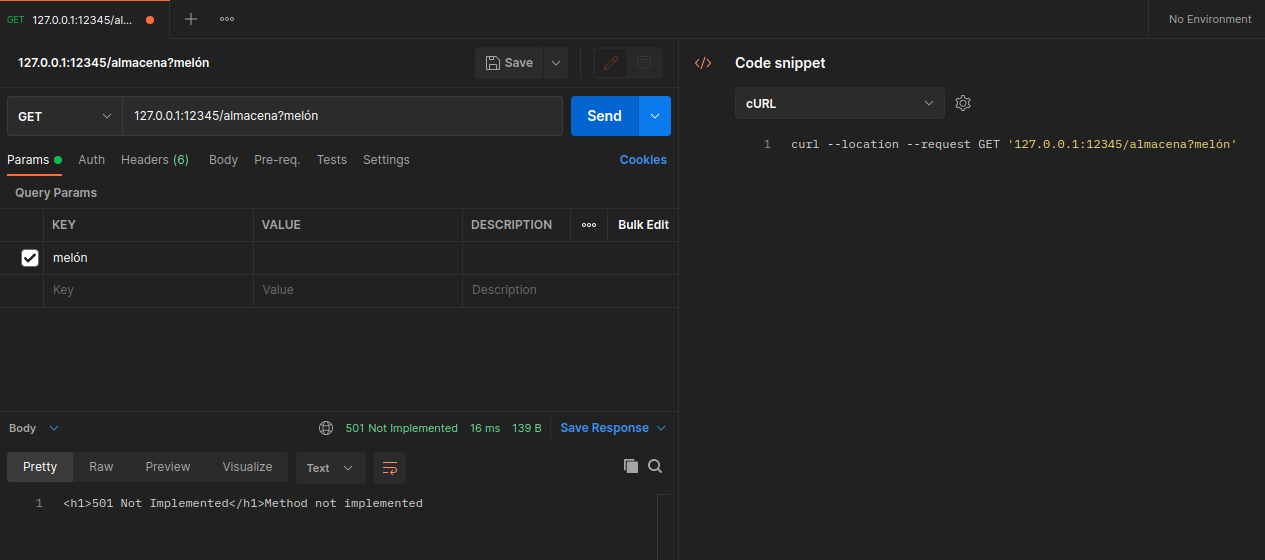 GET 127.0.0.1:12345/al...
No Environment
127.0.0.1:12345/almacena?melón
Save
Code snippet
GET
127.0.0.1:12345/almacena?melón
Send
cURL
1 curl --location --request GET '127.0.0.1:12345/almacena?melón'
Params Auth Headers (6) Body Pre-req. Tests Settings Cookies
Query Params
KEY VALUE DESCRIPTION Bulk Edit
melón
Key Value Description
Body 501 Not Implemented 16 ms 139 B Save Response
Pretty Raw Preview Visualize Text
1 <h1>501 Not Implemented</h1>Method not implemented